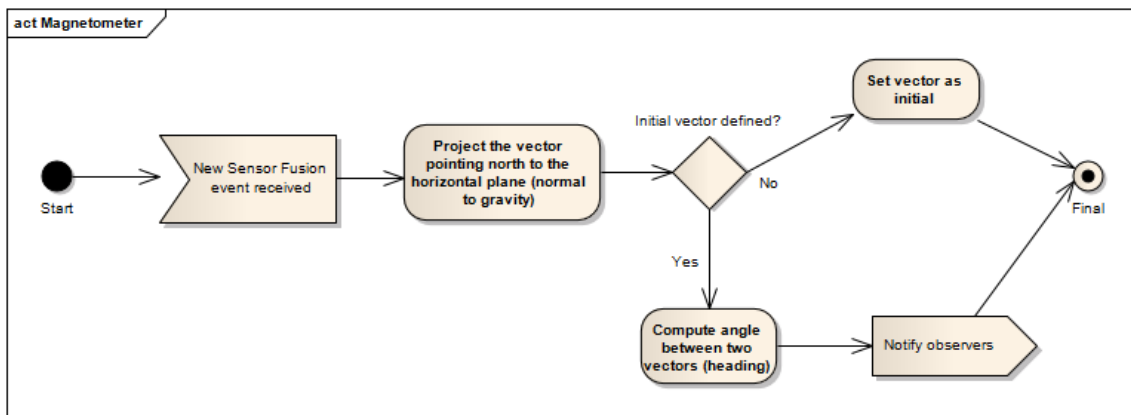 act Magnetometer
Start
New Sensor Fusion
event received
Project the vector
pointing north to the
horizontal plane (normal
to gravity)
Initial vector defined?
No
Set vector as
initial
Final
Yes
Compute angle
between two
vectors (heading)
Notify observers